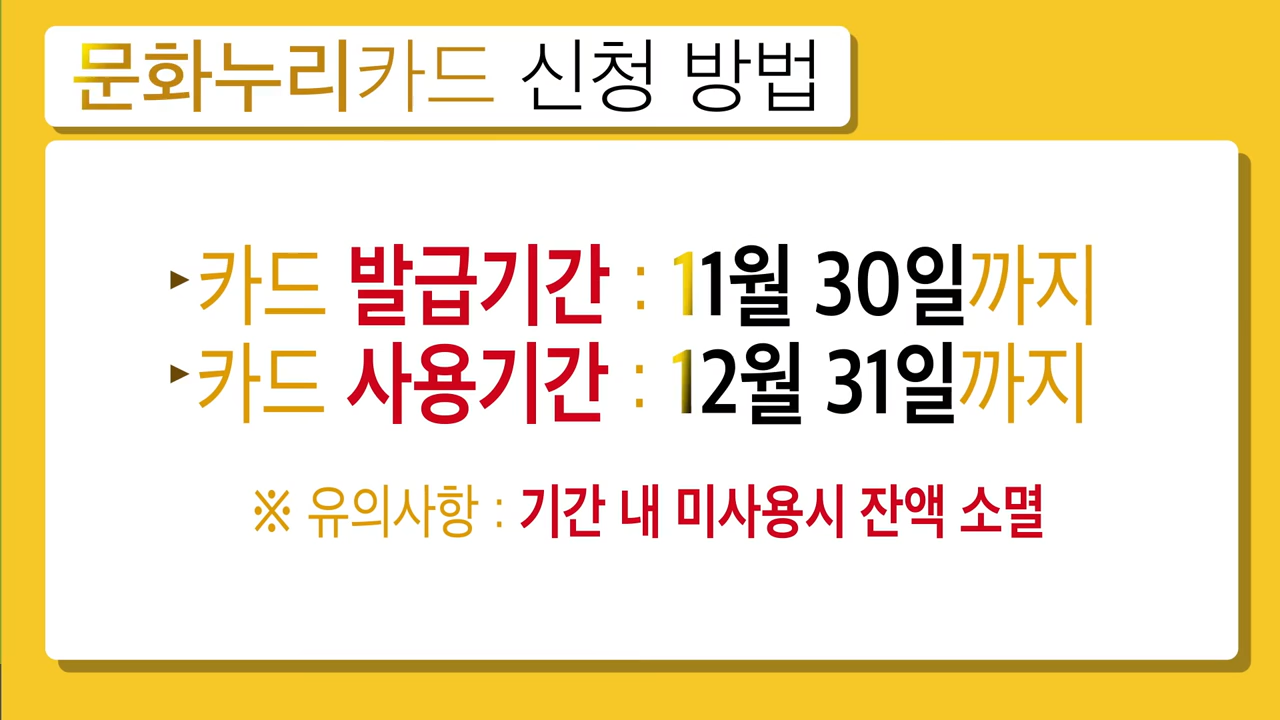 문화누리카드 신청 방법
▸카드 발급기간 : 11월 30일까지
▸카드 사용기간 : 12월 31일까지
※ 유의사항 : 기간 내 미사용시 잔액 소멸